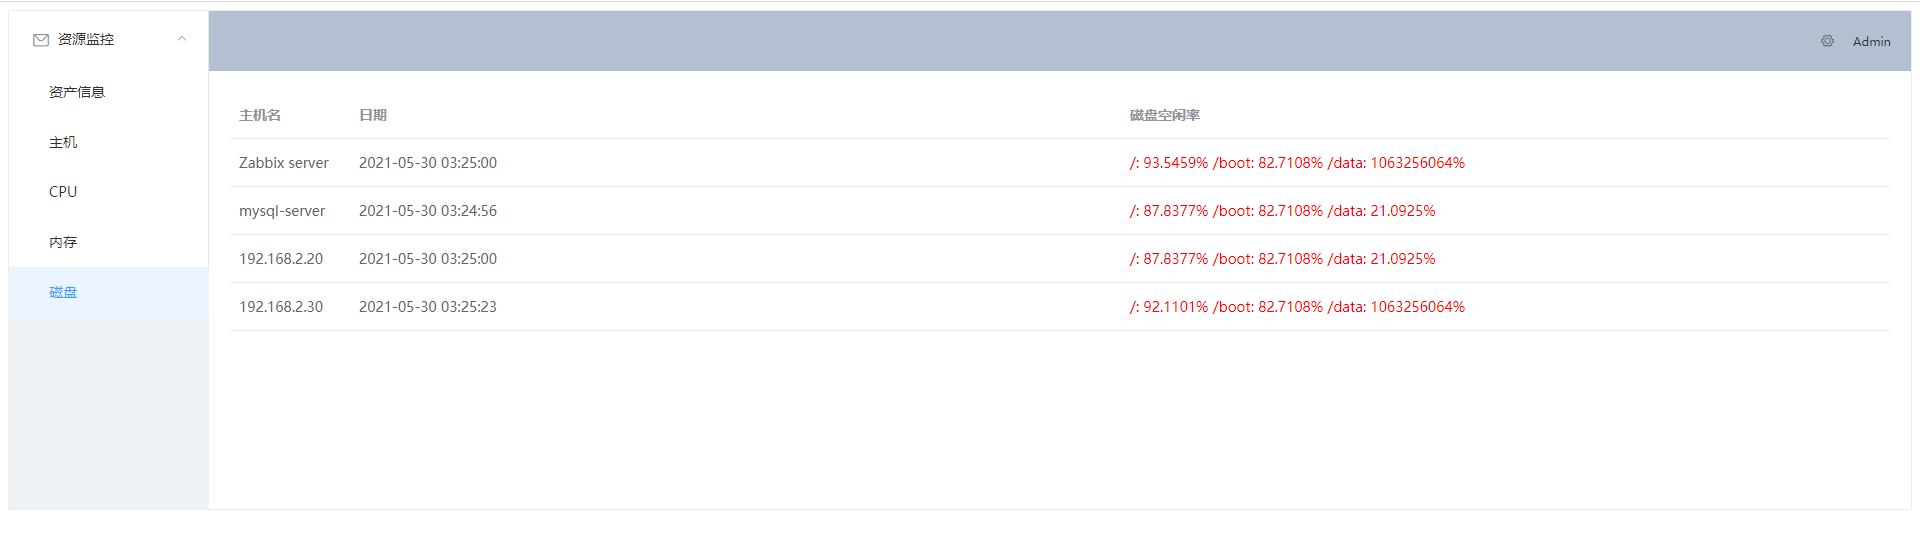 资源监控
资产信息
主机
CPU
内存
磁盘
Admin
主机名 日期 磁盘空闲率
Zabbix server 2021-05-30 03:25:00 /: 93.5459% /boot: 82.7108% /data: 1063256064%
mysql-server 2021-05-30 03:24:56 /: 87.8377% /boot: 82.7108% /data: 21.0925%
192.168.2.20 2021-05-30 03:25:00 /: 87.8377% /boot: 82.7108% /data: 21.0925%
192.168.2.30 2021-05-30 03:25:23 /: 92.1101% /boot: 82.7108% /data: 1063256064%